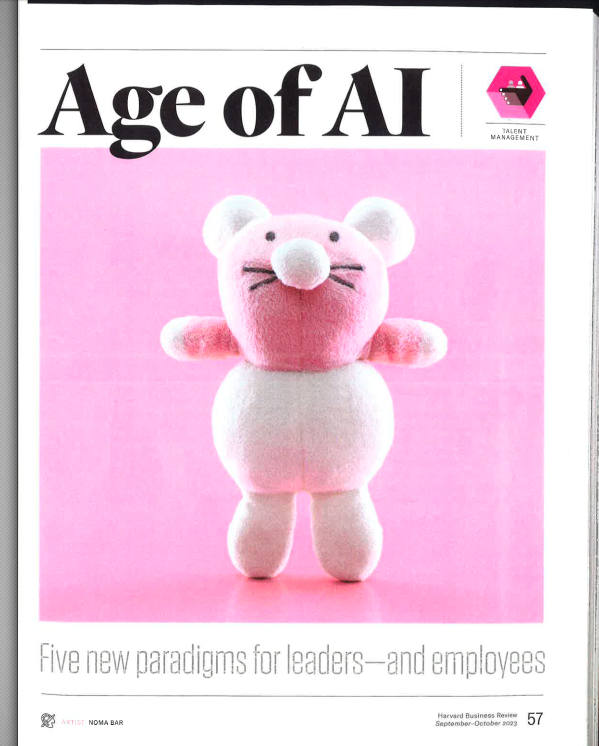 Age of AI
TALENT
MANAGEMENT
Five new paradigms for leaders—and employees
ARTIST NOMA BAR
Harvard Business Review
September–October 2023
57